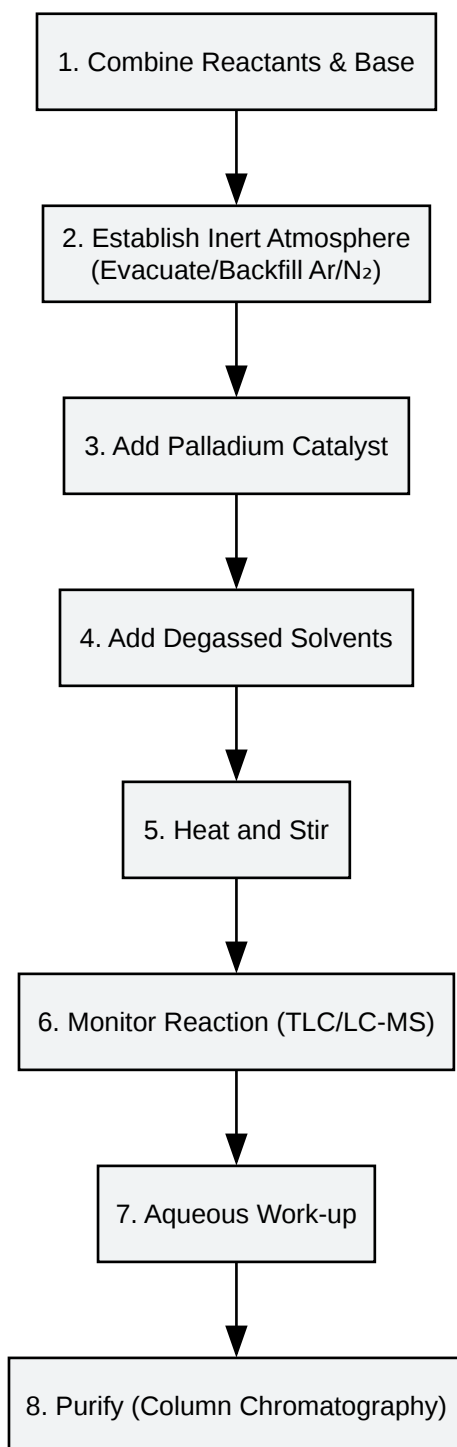 1. Combine Reactants & Base
2. Establish Inert Atmosphere
(Evacuate/Backfill Ar/N₂)
3. Add Palladium Catalyst
4. Add Degassed Solvents
5. Heat and Stir
6. Monitor Reaction (TLC/LC-MS)
7. Aqueous Work-up
8. Purify (Column Chromatography)